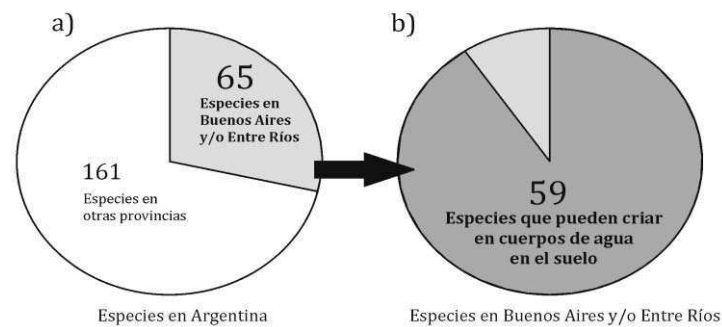 a)
65
Especies en
Buenos Aires
y/o Entre Ríos
161
Especies en
otras provincias
Especies en Argentina
b)
59
Especies que pueden criar
en cuerpos de agua
en el suelo
Especies en Buenos Aires y/o Entre Ríos